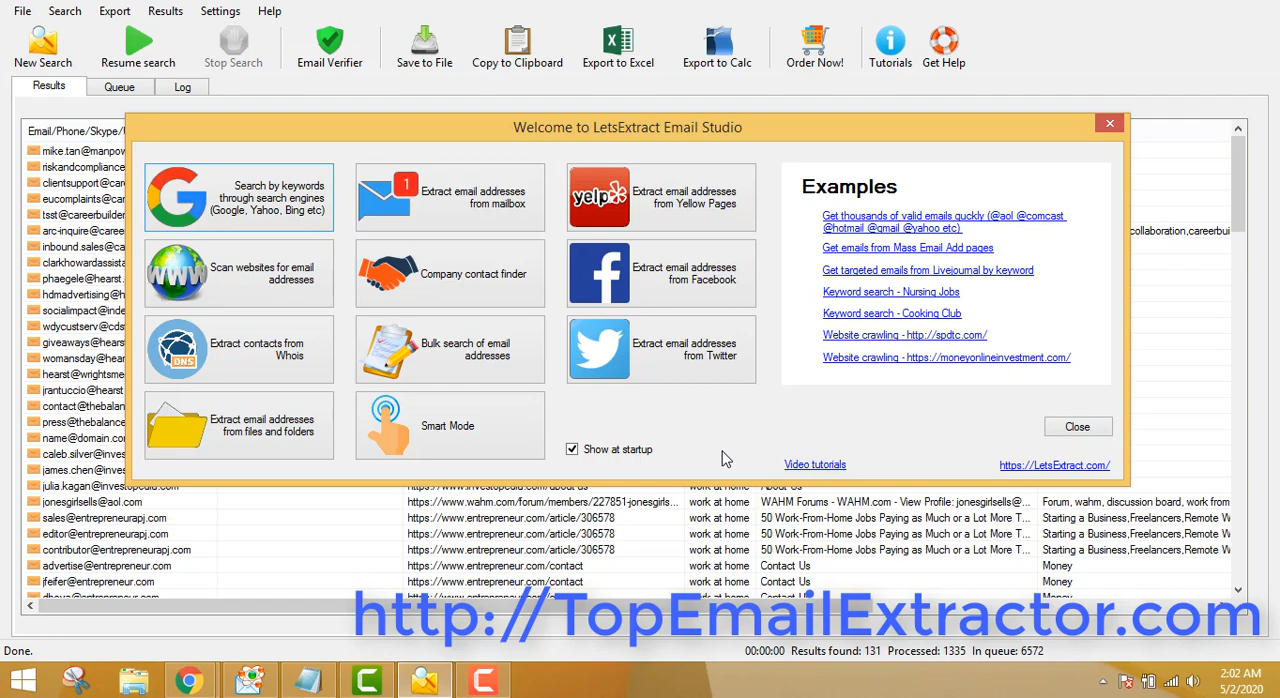 File Search Export Results Settings Help
New Search Resume search Stop Search Email Verifier Save to File Copy to Clipboard Export to Excel Export to Calc Order Now! Tutorials Get Help
Results Queue Log
Email/Phone/Skype/
Welcome to LetsExtract Email Studio
mike.tan@manpow
riskandcompliance
clientsupport@car
eucomplaints@car
tsst@careerbuilder
arc-inquire@caree
inbound.sales@ca
clarkhowardassista
phaegele@hearst.
hdmadvertising@h
socialimpact@inde
wdycustserv@cds
giveaways@hearst
womansday@hear
hearst@wrightsme
jrantuccio@hearst
contact@thebalan
press@thebalance
name@domain.co
caleb.silver@inves
james.chen@inves
Search by keywords
through search engines
(Google, Yahoo, Bing etc)
1
Extract email addresses
from mailbox
yelp
Extract email addresses
from Yellow Pages
WWW
Scan websites for email
addresses
Company contact finder
f
Extract email addresses
from Facebook
DNS
Extract contacts from
Whois
Bulk search of email
addresses
Extract email addresses
from Twitter
Extract email addresses
from files and folders
Smart Mode
Show at startup
Examples
Get thousands of valid emails quckly (@aol @comcast
@hotmail @gmail @yahoo etc)
Get emails from Mass Email Add pages
Get targeted emails from Livejournal by keyword
Keyword search - Nursing Jobs
Keyword search - Cooking Club
Website crawling - http://spdtc.com/
Website crawling - https://moneyonlineinvestment.com/
Close
Video tutorials https://LetsExtract.com/
collaboration,careerbui
jonesgirlsells@aol.com https://www.wahm.com/forum/members/227851-jonesgirlsells... work at home WAHM Forums - WAHM.com - View Profile: jonesgirlsells@... Forum, wahm, discussion board, work from
sales@entrepreneurapj.com https://www.entrepreneur.com/article/306578 work at home 50 Work-From-Home Jobs Paying as Much or a Lot More T... Starting a Business,Freelancers,Remote W
editor@entrepreneurapj.com https://www.entrepreneur.com/article/306578 work at home 50 Work-From-Home Jobs Paying as Much or a Lot More T... Starting a Business,Freelancers,Remote W
contributor@entrepreneurapj.com https://www.entrepreneur.com/article/306578 work at home 50 Work-From-Home Jobs Paying as Much or a Lot More T... Starting a Business,Freelancers,Remote W
advertise@entrepreneur.com https://www.entrepreneur.com/contact work at home Contact Us Money
jfeifer@entrepreneur.com https://www.entrepreneur.com/contact work at home Contact Us Money
http://TopEmailExtractor.com
Done. 00:00:00 Results found: 131 Processed: 1335 In queue: 6572
2:02 AM
5/2/2020